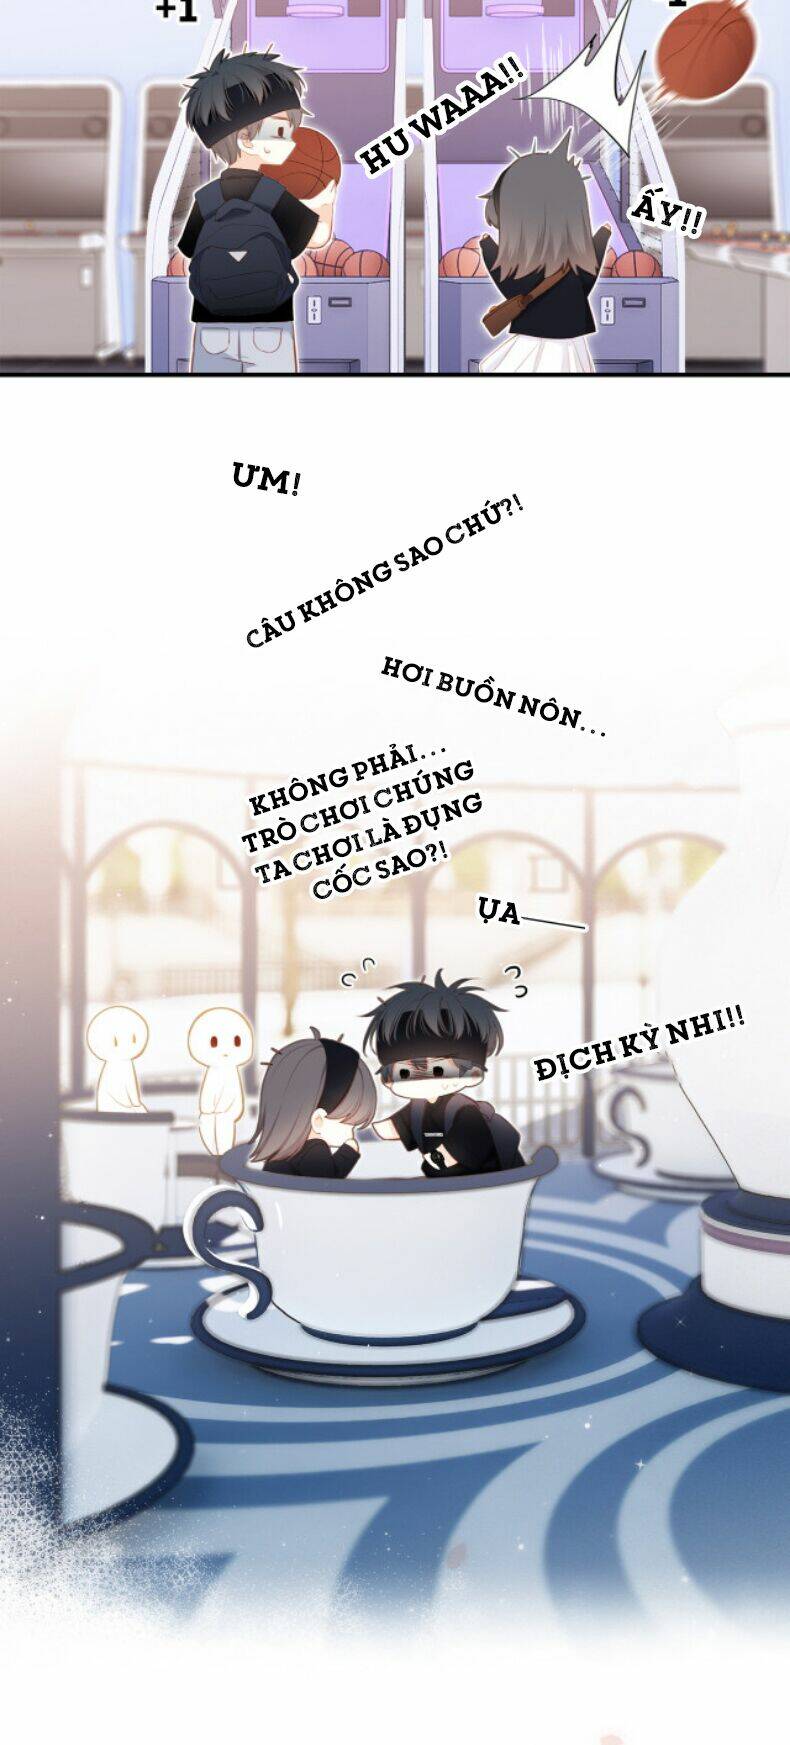 +1
HU WAAA!!
ẤY!!
ƯM!
CÂU KHÔNG SAO CHỨ?!
HƠI BUỒN NÔN...
KHÔNG PHẢI...
TRÒ CHƠI CHÚNG
TA CHƠI LÀ ĐỤNG
CỐC SAO?!
ỤA——
ĐỊCH KỲ NHI!!